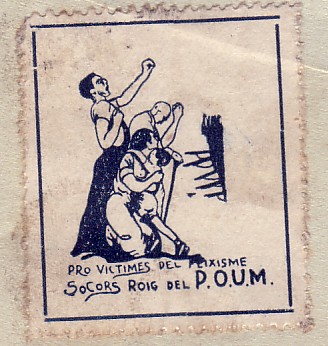 PRO VICTIMES DEL FEIXISME
SOCORS ROIG DEL P.O.U.M.